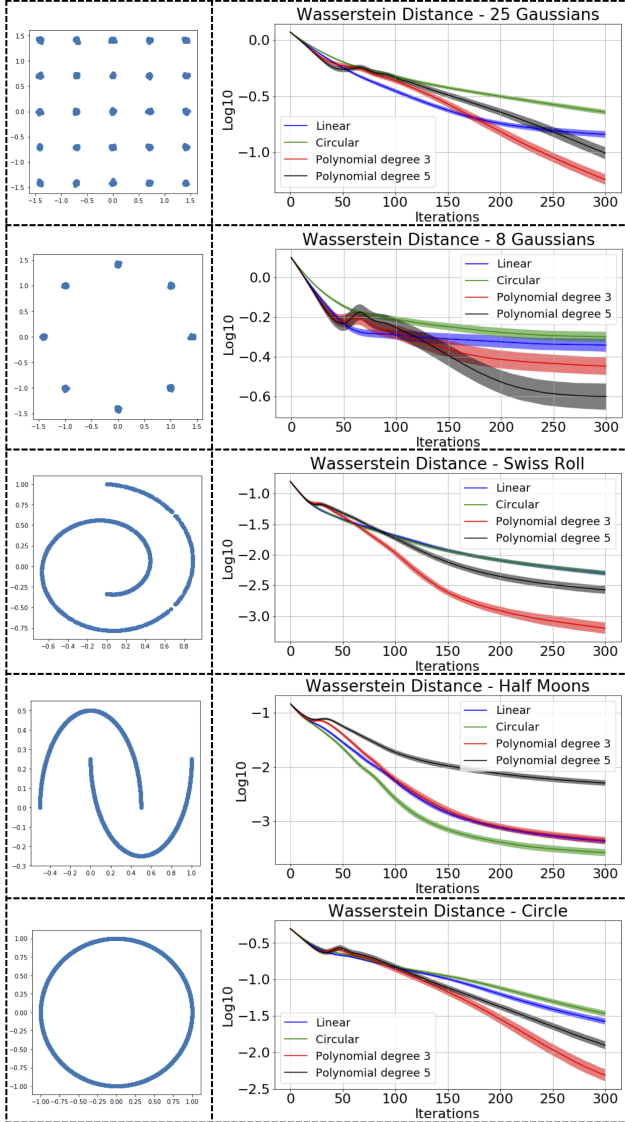 Wasserstein Distance - 25 Gaussians
1.5
1.0
0.5
0.0
−0.5
−1.0
−1.5
−1.5 −1.0 −0.5 0.0 0.5 1.0 1.5
Log10
0.0
−0.5
−1.0
Linear
Circular
Polynomial degree 3
Polynomial degree 5
0 50 100 150 200 250 300
Iterations
Wasserstein Distance - 8 Gaussians
1.5
1.0
0.5
0.0
−0.5
−1.0
−1.5
−1.5 −1.0 −0.5 0.0 0.5 1.0 1.5
Log10
0.0
−0.2
−0.4
−0.6
Linear
Circular
Polynomial degree 3
Polynomial degree 5
0 50 100 150 200 250 300
Iterations
Wasserstein Distance - Swiss Roll
1.00
0.75
0.50
0.25
0.00
−0.25
−0.50
−0.75
−0.6 −0.4 −0.2 0.0 0.2 0.4 0.6 0.8
Log10
−1.0
−1.5
−2.0
−2.5
−3.0
Linear
Circular
Polynomial degree 3
Polynomial degree 5
0 50 100 150 200 250 300
Iterations
Wasserstein Distance - Half Moons
0.5
0.4
0.3
0.2
0.1
0.0
−0.1
−0.2
−0.3
−0.4 −0.2 0.0 0.2 0.4 0.6 0.8 1.0
Log10
−1
−2
−3
Linear
Circular
Polynomial degree 3
Polynomial degree 5
0 50 100 150 200 250 300
Iterations
Wasserstein Distance - Circle
1.00
0.75
0.50
0.25
0.00
−0.25
−0.50
−0.75
−1.00
−1.00 −0.75 −0.50 −0.25 0.00 0.25 0.50 0.75 1.00
Log10
−0.5
−1.0
−1.5
−2.0
−2.5
Linear
Circular
Polynomial degree 3
Polynomial degree 5
0 50 100 150 200 250 300
Iterations